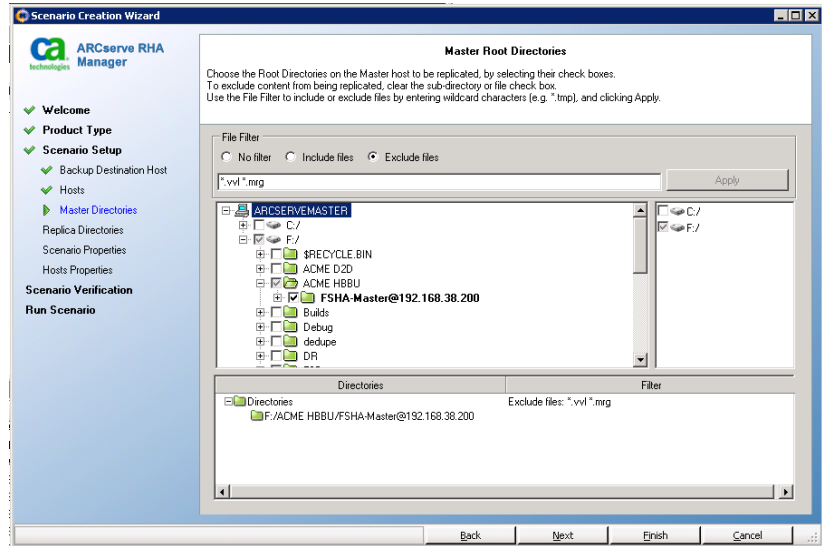 Scenario Creation Wizard
ca
technologies
ARCserve RHA
Manager
Welcome
Product Type
Scenario Setup
Backup Destination Host
Hosts
Master Directories
Replica Directories
Scenario Properties
Hosts Properties
Scenario Verification
Run Scenario
Master Root Directories
Choose the Root Directories on the Master host to be replicated, by selecting their check boxes.
To exclude content from being replicated, clear the sub-directory or file check box.
Use the File Filter to include or exclude files by entering wildcard characters (e.g. *.tmp), and clicking Apply.
File Filter
No filter Include files Exclude files
*.vvl *.mrg Apply
ARCSERVEMASTER
C:/
F:/
$RECYCLE.BIN
ACME D2D
ACME HBBU
FSHA-Master@192.168.38.200
Builds
Debug
dedupe
DR
C:/
F:/
Directories Filter
Directories Exclude files: *.vvl *.mrg
F:/ACME HBBU/FSHA-Master@192.168.38.200
Back Next Finish Cancel